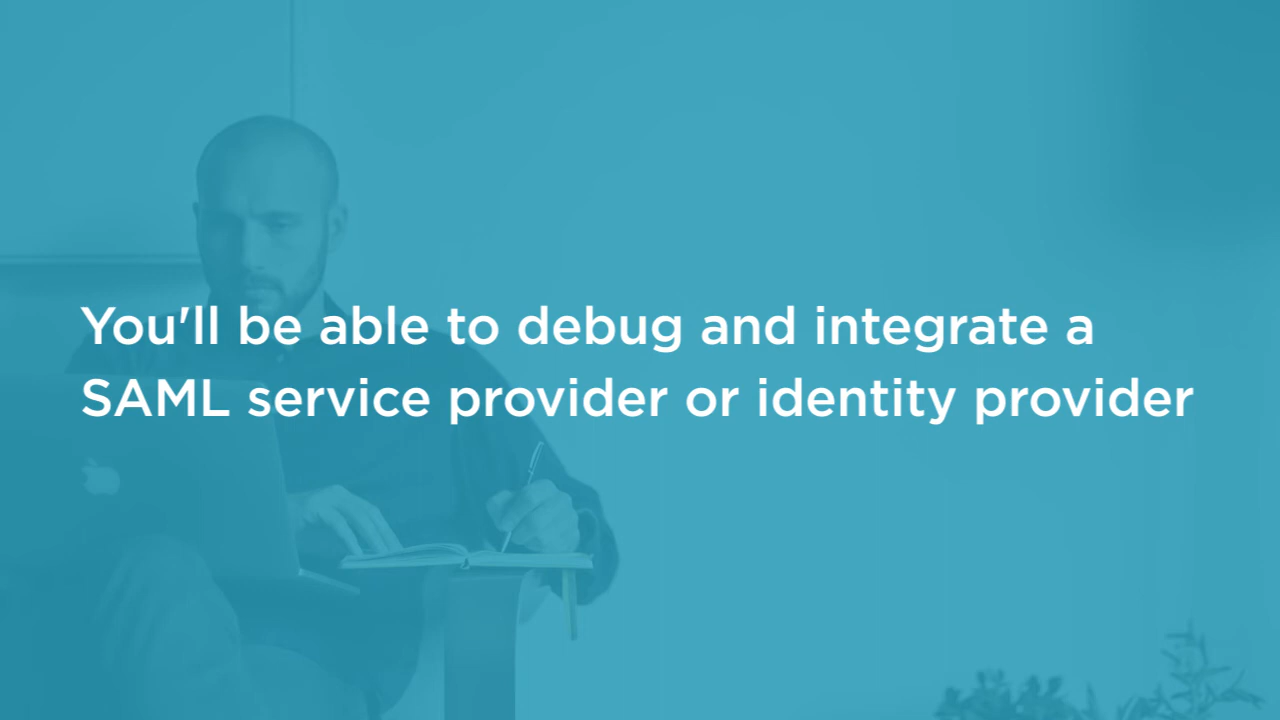 You'll be able to debug and integrate a
SAML service provider or identity provider